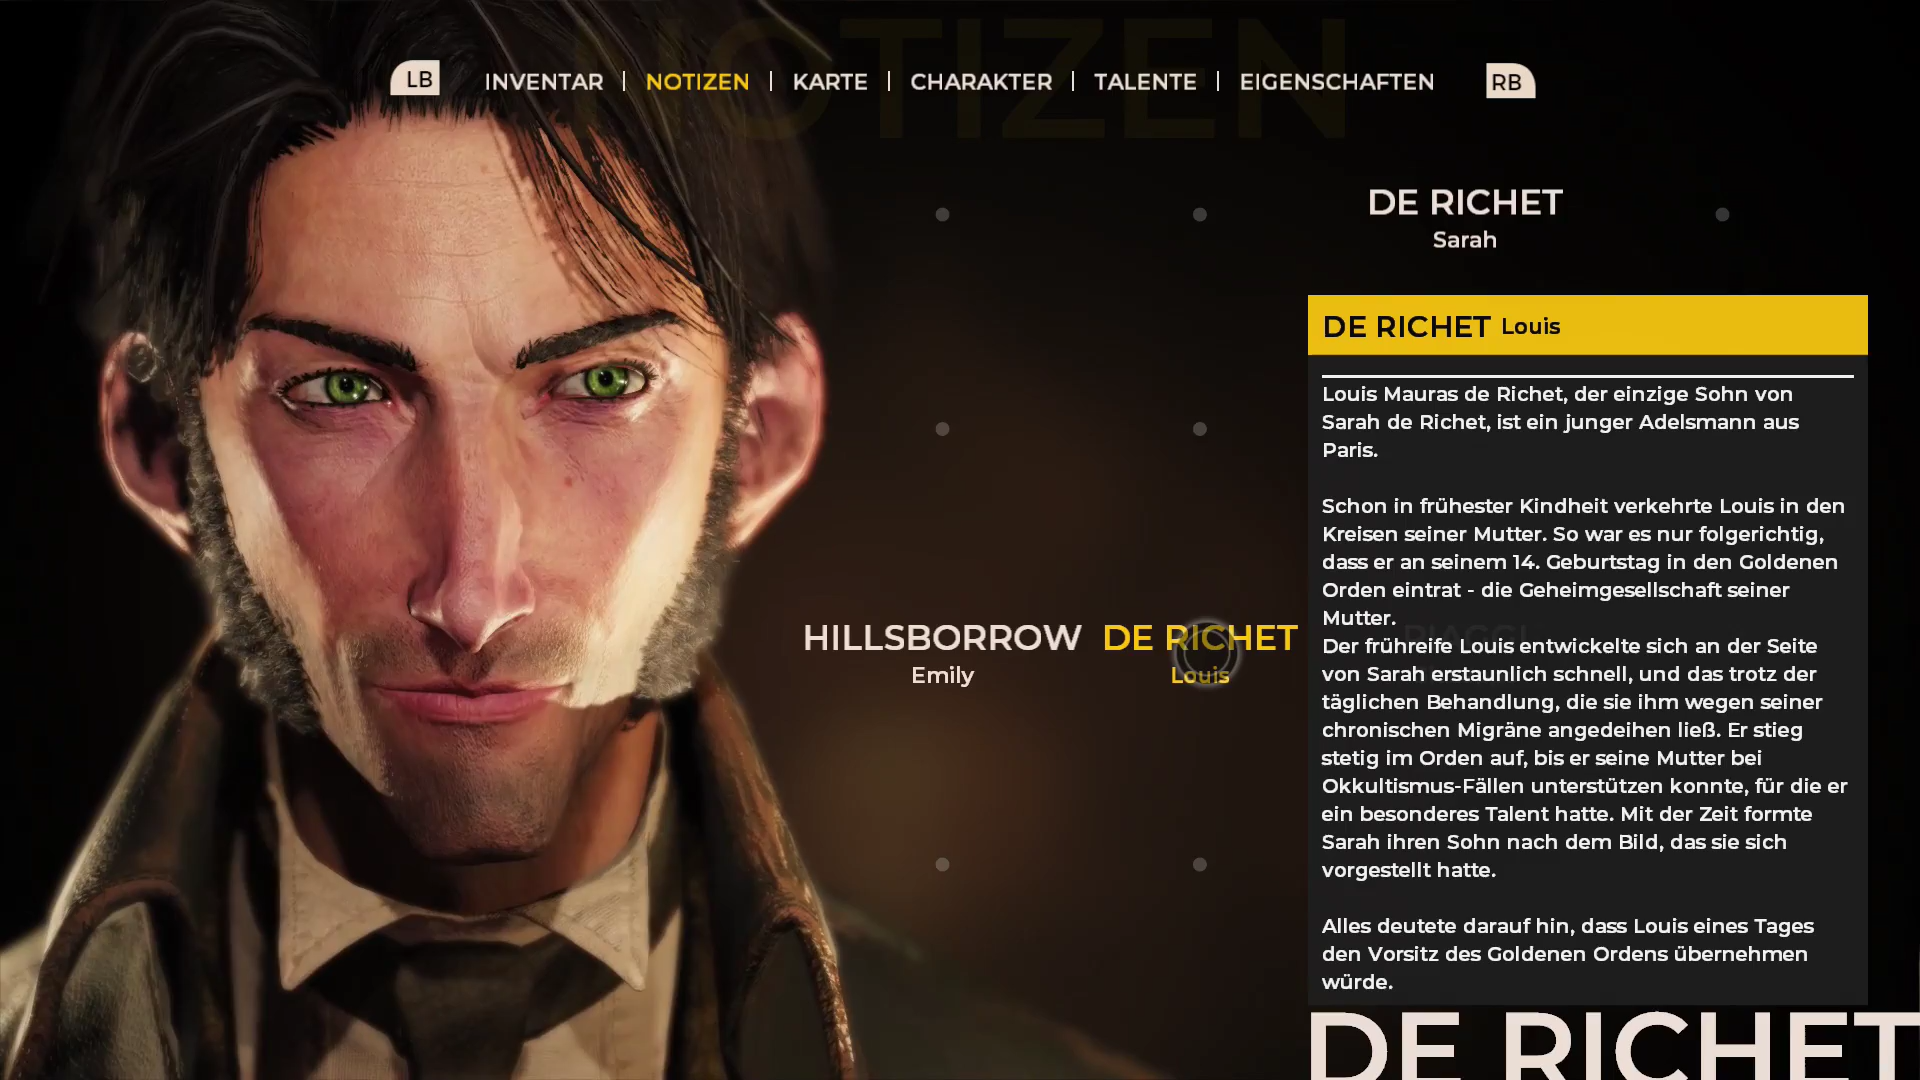 NOTIZEN
LB INVENTAR | NOTIZEN | KARTE | CHARAKTER | TALENTE | EIGENSCHAFTEN RB
DE RICHET
Sarah
DE RICHET Louis
Louis Mauras de Richet, der einzige Sohn von
Sarah de Richet, ist ein junger Adelsmann aus
Paris.
Schon in frühester Kindheit verkehrte Louis in den
Kreisen seiner Mutter. So war es nur folgerichtig,
dass er an seinem 14. Geburtstag in den Goldenen
Orden eintrat - die Geheimgesellschaft seiner
Mutter.
Der frühreife Louis entwickelte sich an der Seite
von Sarah erstaunlich schnell, und das trotz der
täglichen Behandlung, die sie ihm wegen seiner
chronischen Migräne angedeihen ließ. Er stieg
stetig im Orden auf, bis er seine Mutter bei
Okkultismus-Fällen unterstützen konnte, für die er
ein besonderes Talent hatte. Mit der Zeit formte
Sarah ihren Sohn nach dem Bild, das sie sich
vorgestellt hatte.
Alles deutete darauf hin, dass Louis eines Tages
den Vorsitz des Goldenen Ordens übernehmen
würde.
HILLSBORROW
Emily
DE RICHET
Louis
PIAGGI
DE RICHET